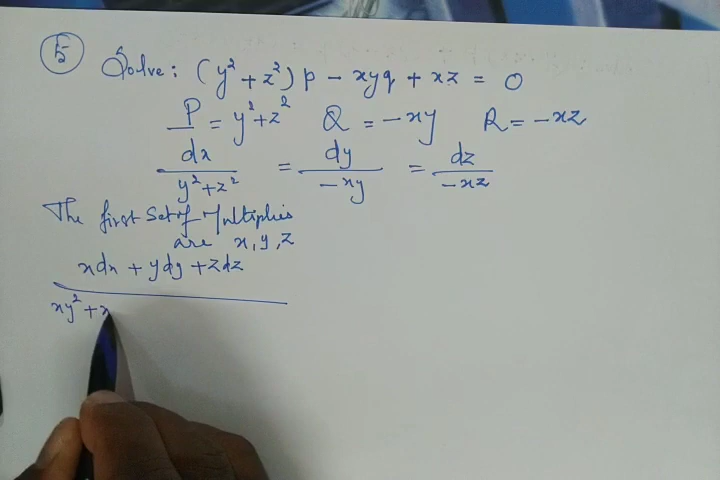 5 Solve: (y² + z²) p - xyq + xz = 0
P = y² + z² Q = -xy R = -xz
dx/(y² + z²) = dy/(-xy) = dz/(-xz)
The first set of Multipliers
are x, y, z
xdx + ydy + zdz
xy² + x